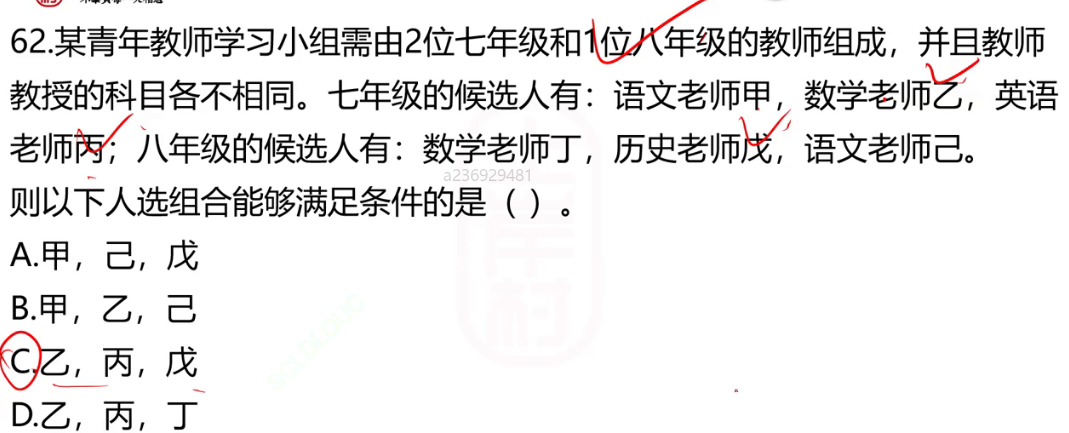 62.某青年教师学习小组需由2位七年级和1位八年级的教师组成，并且教师
教授的科目各不相同。七年级的候选人有：语文老师甲，数学老师乙，英语
老师丙；八年级的候选人有：数学老师丁，历史老师戊，语文老师己。
a236929481
则以下人选组合能够满足条件的是（ ）。
A.甲，己，戊
B.甲，乙，己
C.乙，丙，戊
D.乙，丙，丁